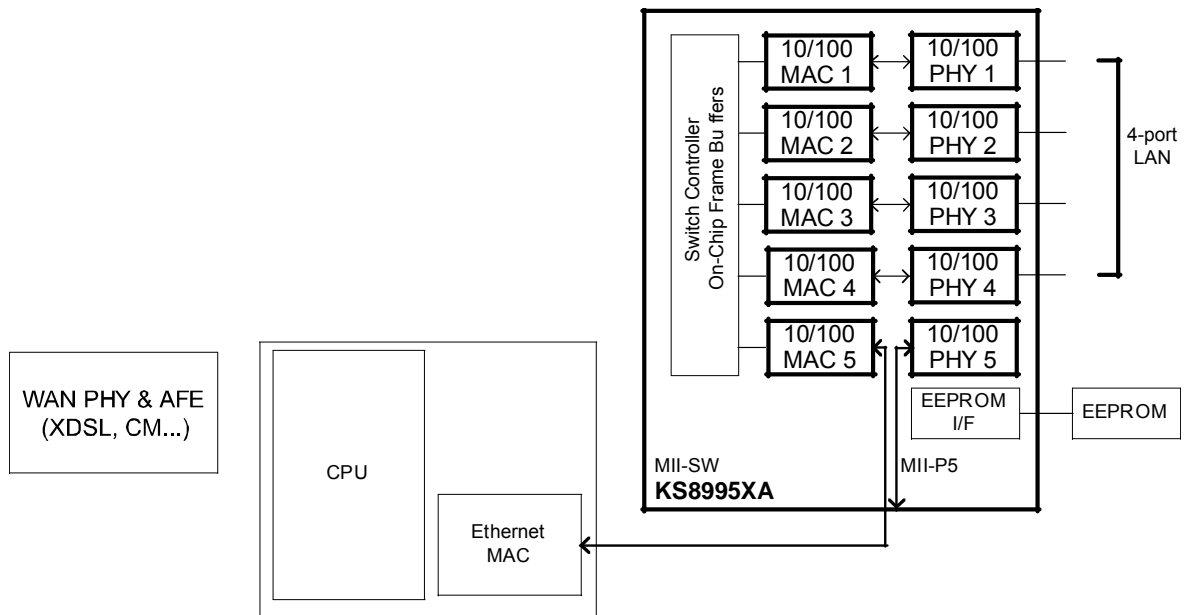 10/100
MAC 1
10/100
PHY 1
10/100
MAC 2
10/100
PHY 2
10/100
MAC 3
10/100
PHY 3
10/100
MAC 4
10/100
PHY 4
10/100
MAC 5
10/100
PHY 5
Switch Controller
On-Chip Frame Bu ffers
4-port
LAN
EEPROM
I/F
EEPROM
MII-SW
MII-P5
KS8995XA
WAN PHY & AFE
(XDSL, CM...)
CPU
Ethernet
MAC